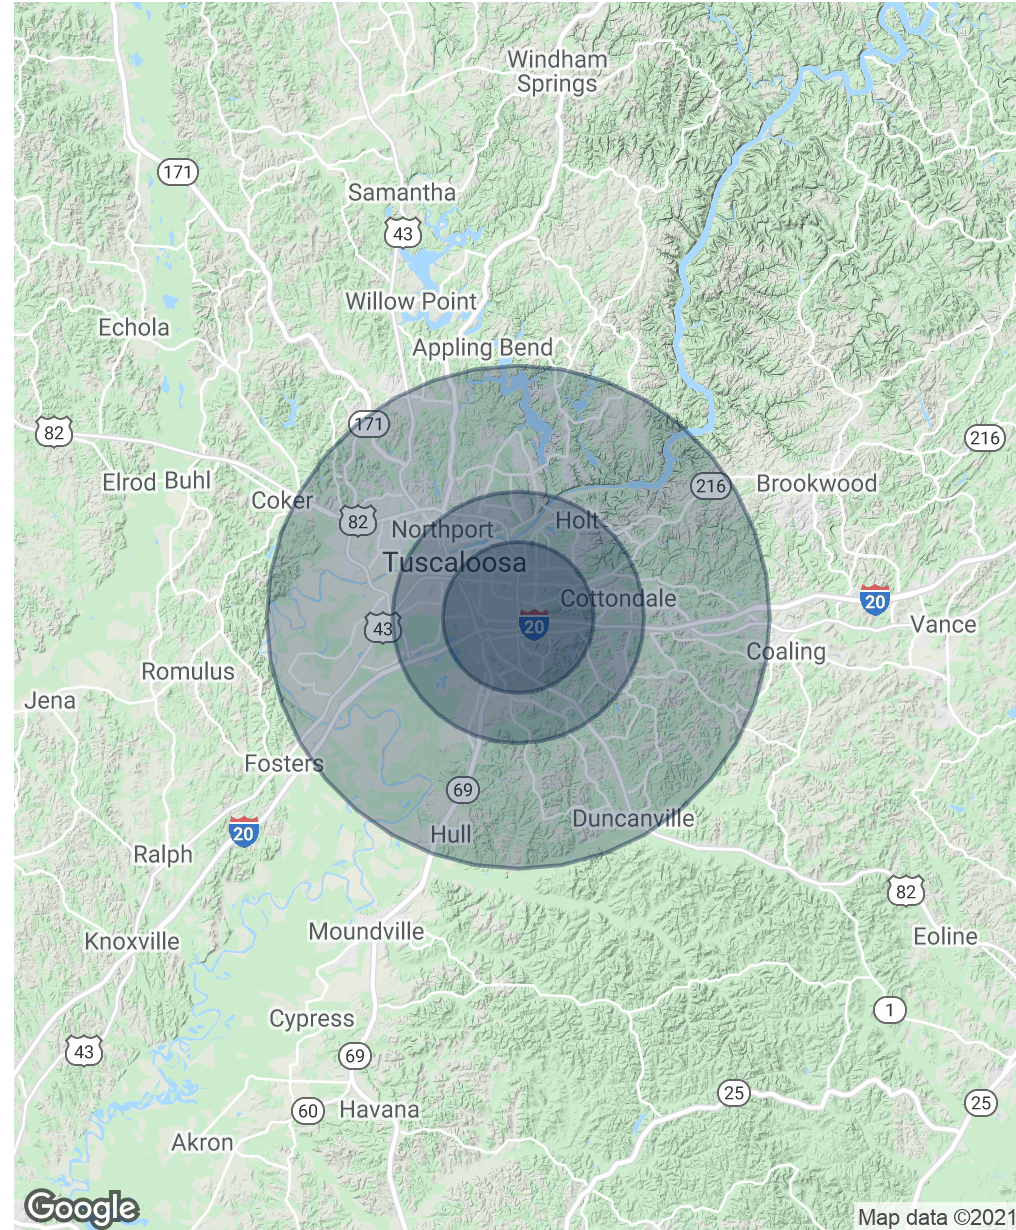 Windham
Springs
171
Samantha
43
Willow Point
Echola
Appling Bend
171
82
216
Elrod
Buhl
216
Brookwood
Coker
82
Northport
Holt
Tuscaloosa
Cottondale
20
43
20
Vance
Coaling
Romulus
Jena
Fosters
69
Duncanville
20
Hull
Ralph
82
Moundville
Knoxville
Eoline
Cypress
1
43
69
25
60
Havana
25
Akron
Google
Map data ©2021